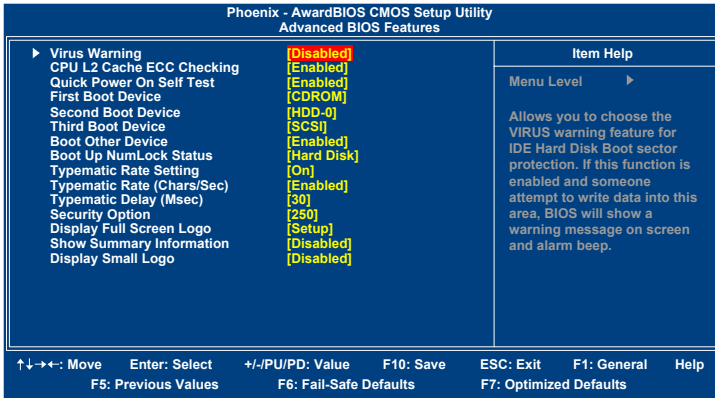 Phoenix - AwardBIOS CMOS Setup Utility
Advanced BIOS Features
Virus Warning [Disabled]
CPU L2 Cache ECC Checking [Enabled]
Quick Power On Self Test [Enabled]
First Boot Device [CDROM]
Second Boot Device [HDD-0]
Third Boot Device [SCSI]
Boot Other Device [Enabled]
Boot Up NumLock Status [Hard Disk]
Typematic Rate Setting [On]
Typematic Rate (Chars/Sec) [Enabled]
Typematic Delay (Msec) [30]
Security Option [250]
Display Full Screen Logo [Setup]
Show Summary Information [Disabled]
Display Small Logo [Disabled]
Item Help
Menu Level
Allows you to choose the
VIRUS warning feature for
IDE Hard Disk Boot sector
protection. If this function is
enabled and someone
attempt to write data into this
area, BIOS will show a
warning message on screen
and alarm beep.
↑↓→←: Move Enter: Select +/-/PU/PD: Value F10: Save ESC: Exit F1: General Help
F5: Previous Values F6: Fail-Safe Defaults F7: Optimized Defaults